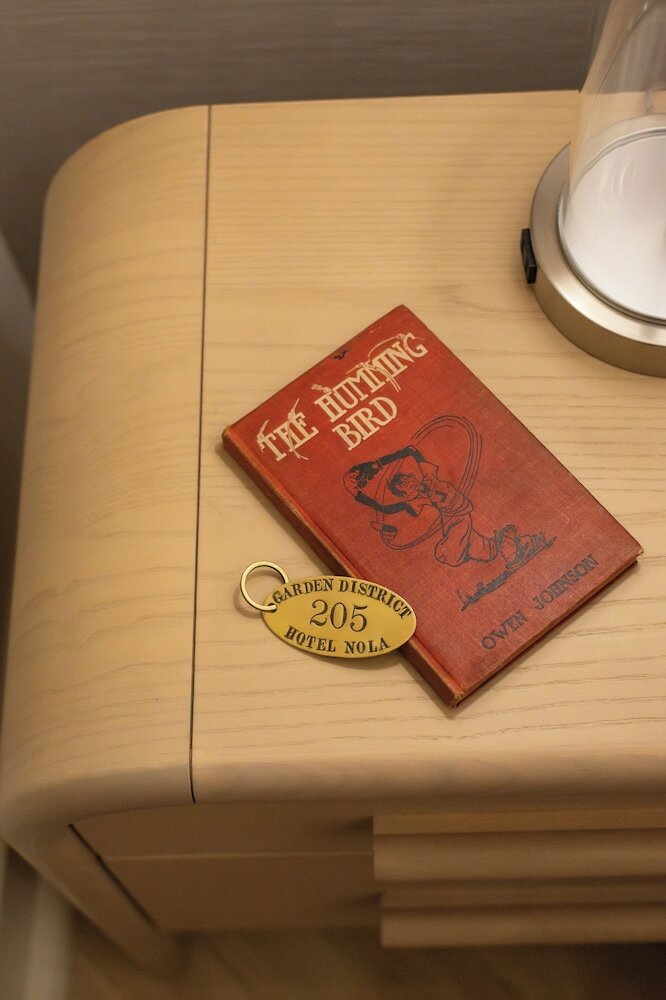 THE HUMMING
BIRD
OWEN JOHNSON
GARDEN DISTRICT
205
HOTEL NOLA